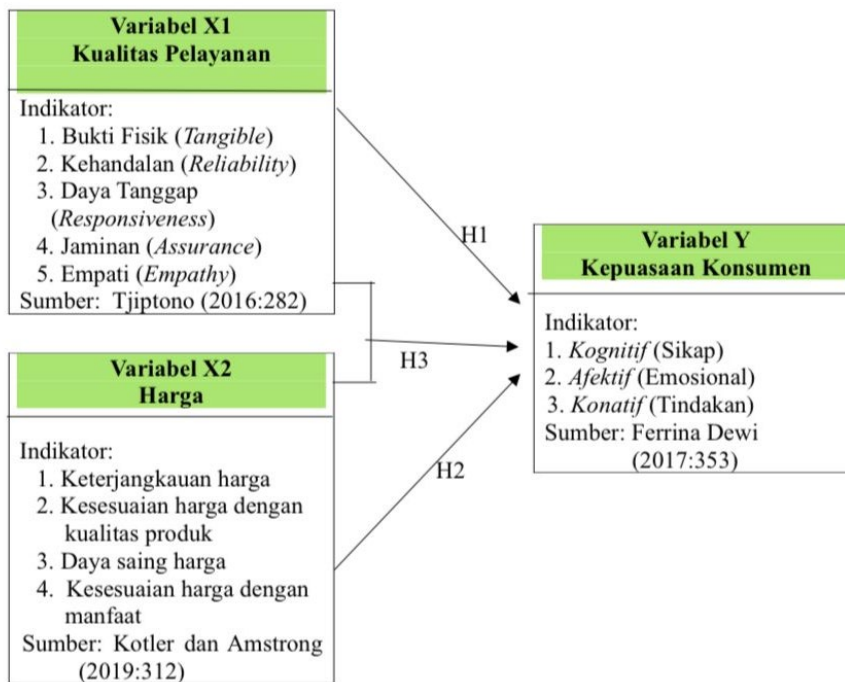 Variabel X1
Kualitas Pelayanan
Indikator:
1. Bukti Fisik (Tangible)
2. Kehandalan (Reliability)
3. Daya Tanggap
(Responsiveness)
4. Jaminan (Assurance)
5. Empati (Empathy)
Sumber: Tjiptono (2016:282)
Variabel X2
Harga
Indikator:
1. Keterjangkauan harga
2. Kesesuaian harga dengan
kualitas produk
3. Daya saing harga
4. Kesesuaian harga dengan
manfaat
Sumber: Kotler dan Amstrong
(2019:312)
H1
H3
H2
Variabel Y
Kepuasaan Konsumen
Indikator:
1. Kognitif (Sikap)
2. Afektif (Emosional)
3. Konatif (Tindakan)
Sumber: Ferrina Dewi
(2017:353)